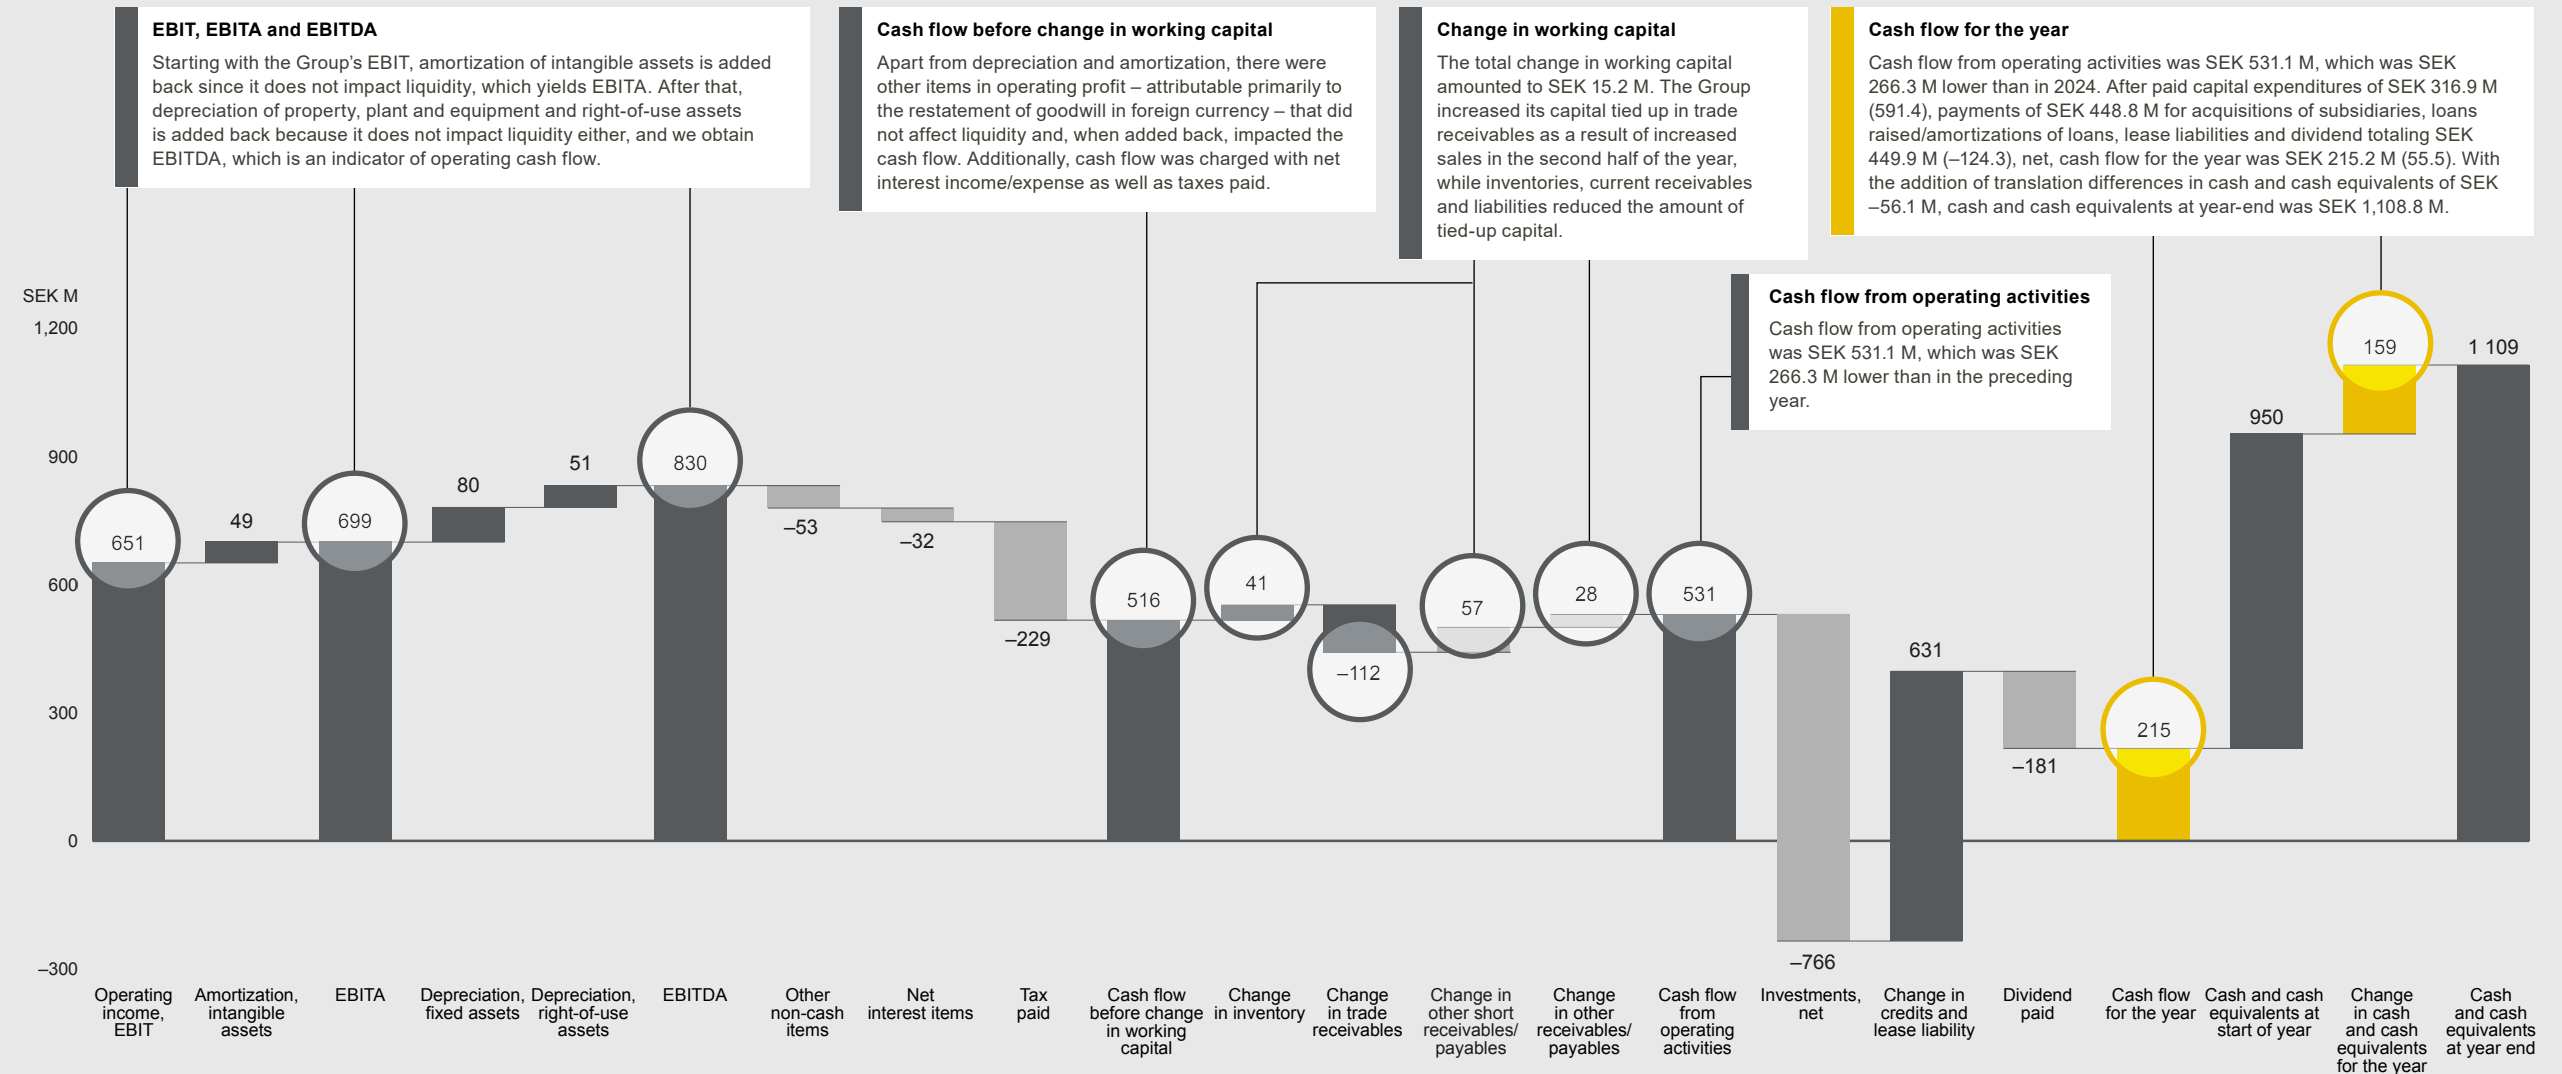 EBIT, EBITA and EBITDA
Starting with the Group's EBIT, amortization of intangible assets is added
back since it does not impact liquidity, which yields EBITA. After that,
depreciation of property, plant and equipment and right-of-use assets
is added back because it does not impact liquidity either, and we obtain
EBITDA, which is an indicator of operating cash flow.
Cash flow before change in working capital
Apart from depreciation and amortization, there were
other items in operating profit – attributable primarily to
the restatement of goodwill in foreign currency – that did
not affect liquidity and, when added back, impacted the
cash flow. Additionally, cash flow was charged with net
interest income/expense as well as taxes paid.
Change in working capital
The total change in working capital
amounted to SEK 15.2 M. The Group
increased its capital tied up in trade
receivables as a result of increased
sales in the second half of the year,
while inventories, current receivables
and liabilities reduced the amount of
tied-up capital.
Cash flow for the year
Cash flow from operating activities was SEK 531.1 M, which was SEK
266.3 M lower than in 2024. After paid capital expenditures of SEK 316.9 M
(591.4), payments of SEK 448.8 M for acquisitions of subsidiaries, loans
raised/amortizations of loans, lease liabilities and dividend totaling SEK
449.9 M (–124.3), net, cash flow for the year was SEK 215.2 M (55.5). With
the addition of translation differences in cash and cash equivalents of SEK
–56.1 M, cash and cash equivalents at year-end was SEK 1,108.8 M.
Cash flow from operating activities
Cash flow from operating activities
was SEK 531.1 M, which was SEK
266.3 M lower than in the preceding
year.
SEK M
1,200
900
600
300
0
–300
651
49
699
80
51
830
–53
–32
–229
516
41
–112
57
28
531
–766
631
–181
215
950
159
1 109
Operating
income,
EBIT
Amortization,
intangible
assets
EBITA
Depreciation,
fixed assets
Depreciation,
right-of-use
assets
EBITDA
Other
non-cash
items
Net
interest items
Tax
paid
Cash flow
before change
in working
capital
Change
in inventory
Change
in trade
receivables
Change in
other short
receivables/
payables
Change
in other
receivables/
payables
Cash flow
from
operating
activities
Investments,
net
Change in
credits and
lease liability
Dividend
paid
Cash flow
for the year
Cash and cash
equivalents at
start of year
Change
in cash
and cash
equivalents
for the year
Cash
and cash
equivalents
at year end